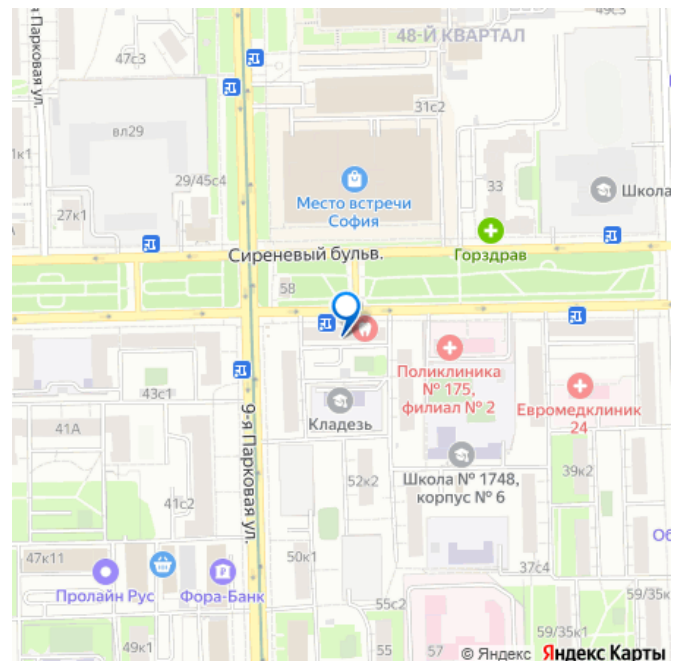 49с3
48-Й КВАРТАЛ
47с3
я Парковая ул.
31с2
вл29
1к1
29/45с4
33
Школа
Место встречи
София
27к1
Горздрав
Сиреневый бульв.
58
43с1
Поликлиника
№ 175,
филиал № 2
Евромедклиник
24
Кладезь
41А
9-я Парковая ул.
52к2
Школа № 1748,
корпус № 6
39к2
41с2
Об
47к11
50к1
37с4
Пролайн Рус
Фора-Банк
55с2
59/35к
59/35к1
49к1
55
57
© Яндекс Яндекс Карты